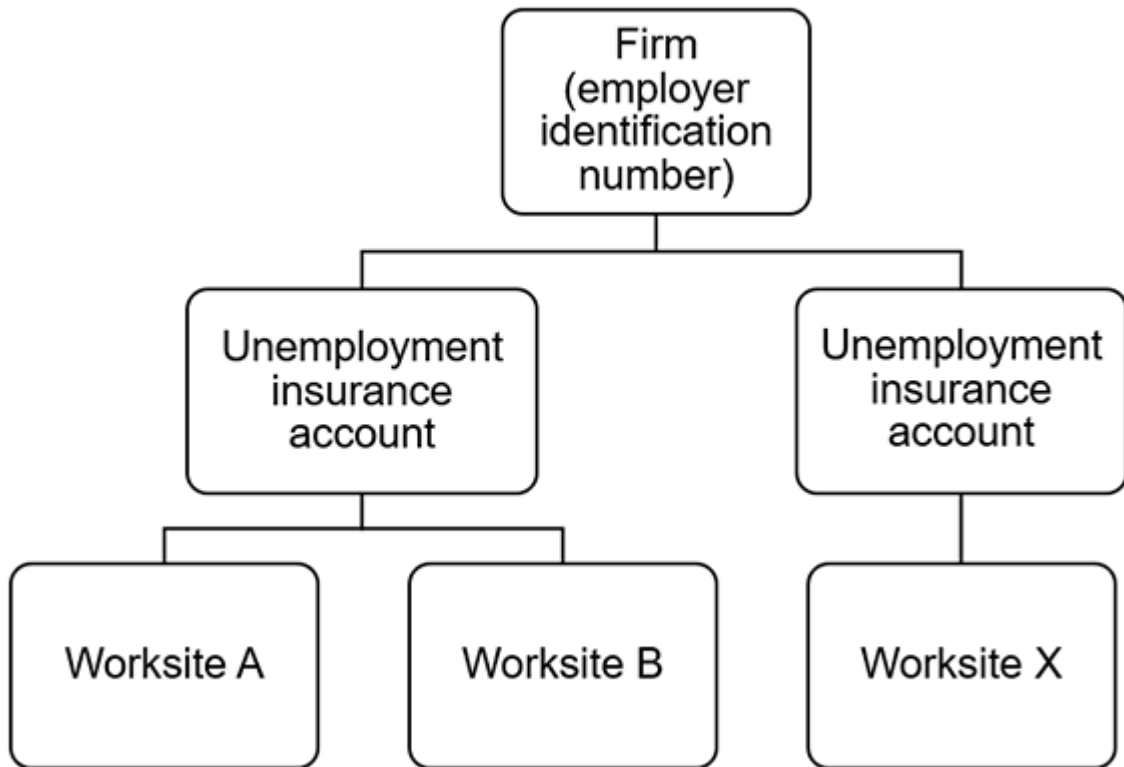 Firm
(employer
identification
number)
Unemployment
insurance
account
Unemployment
insurance
account
Worksite A
Worksite B
Worksite X